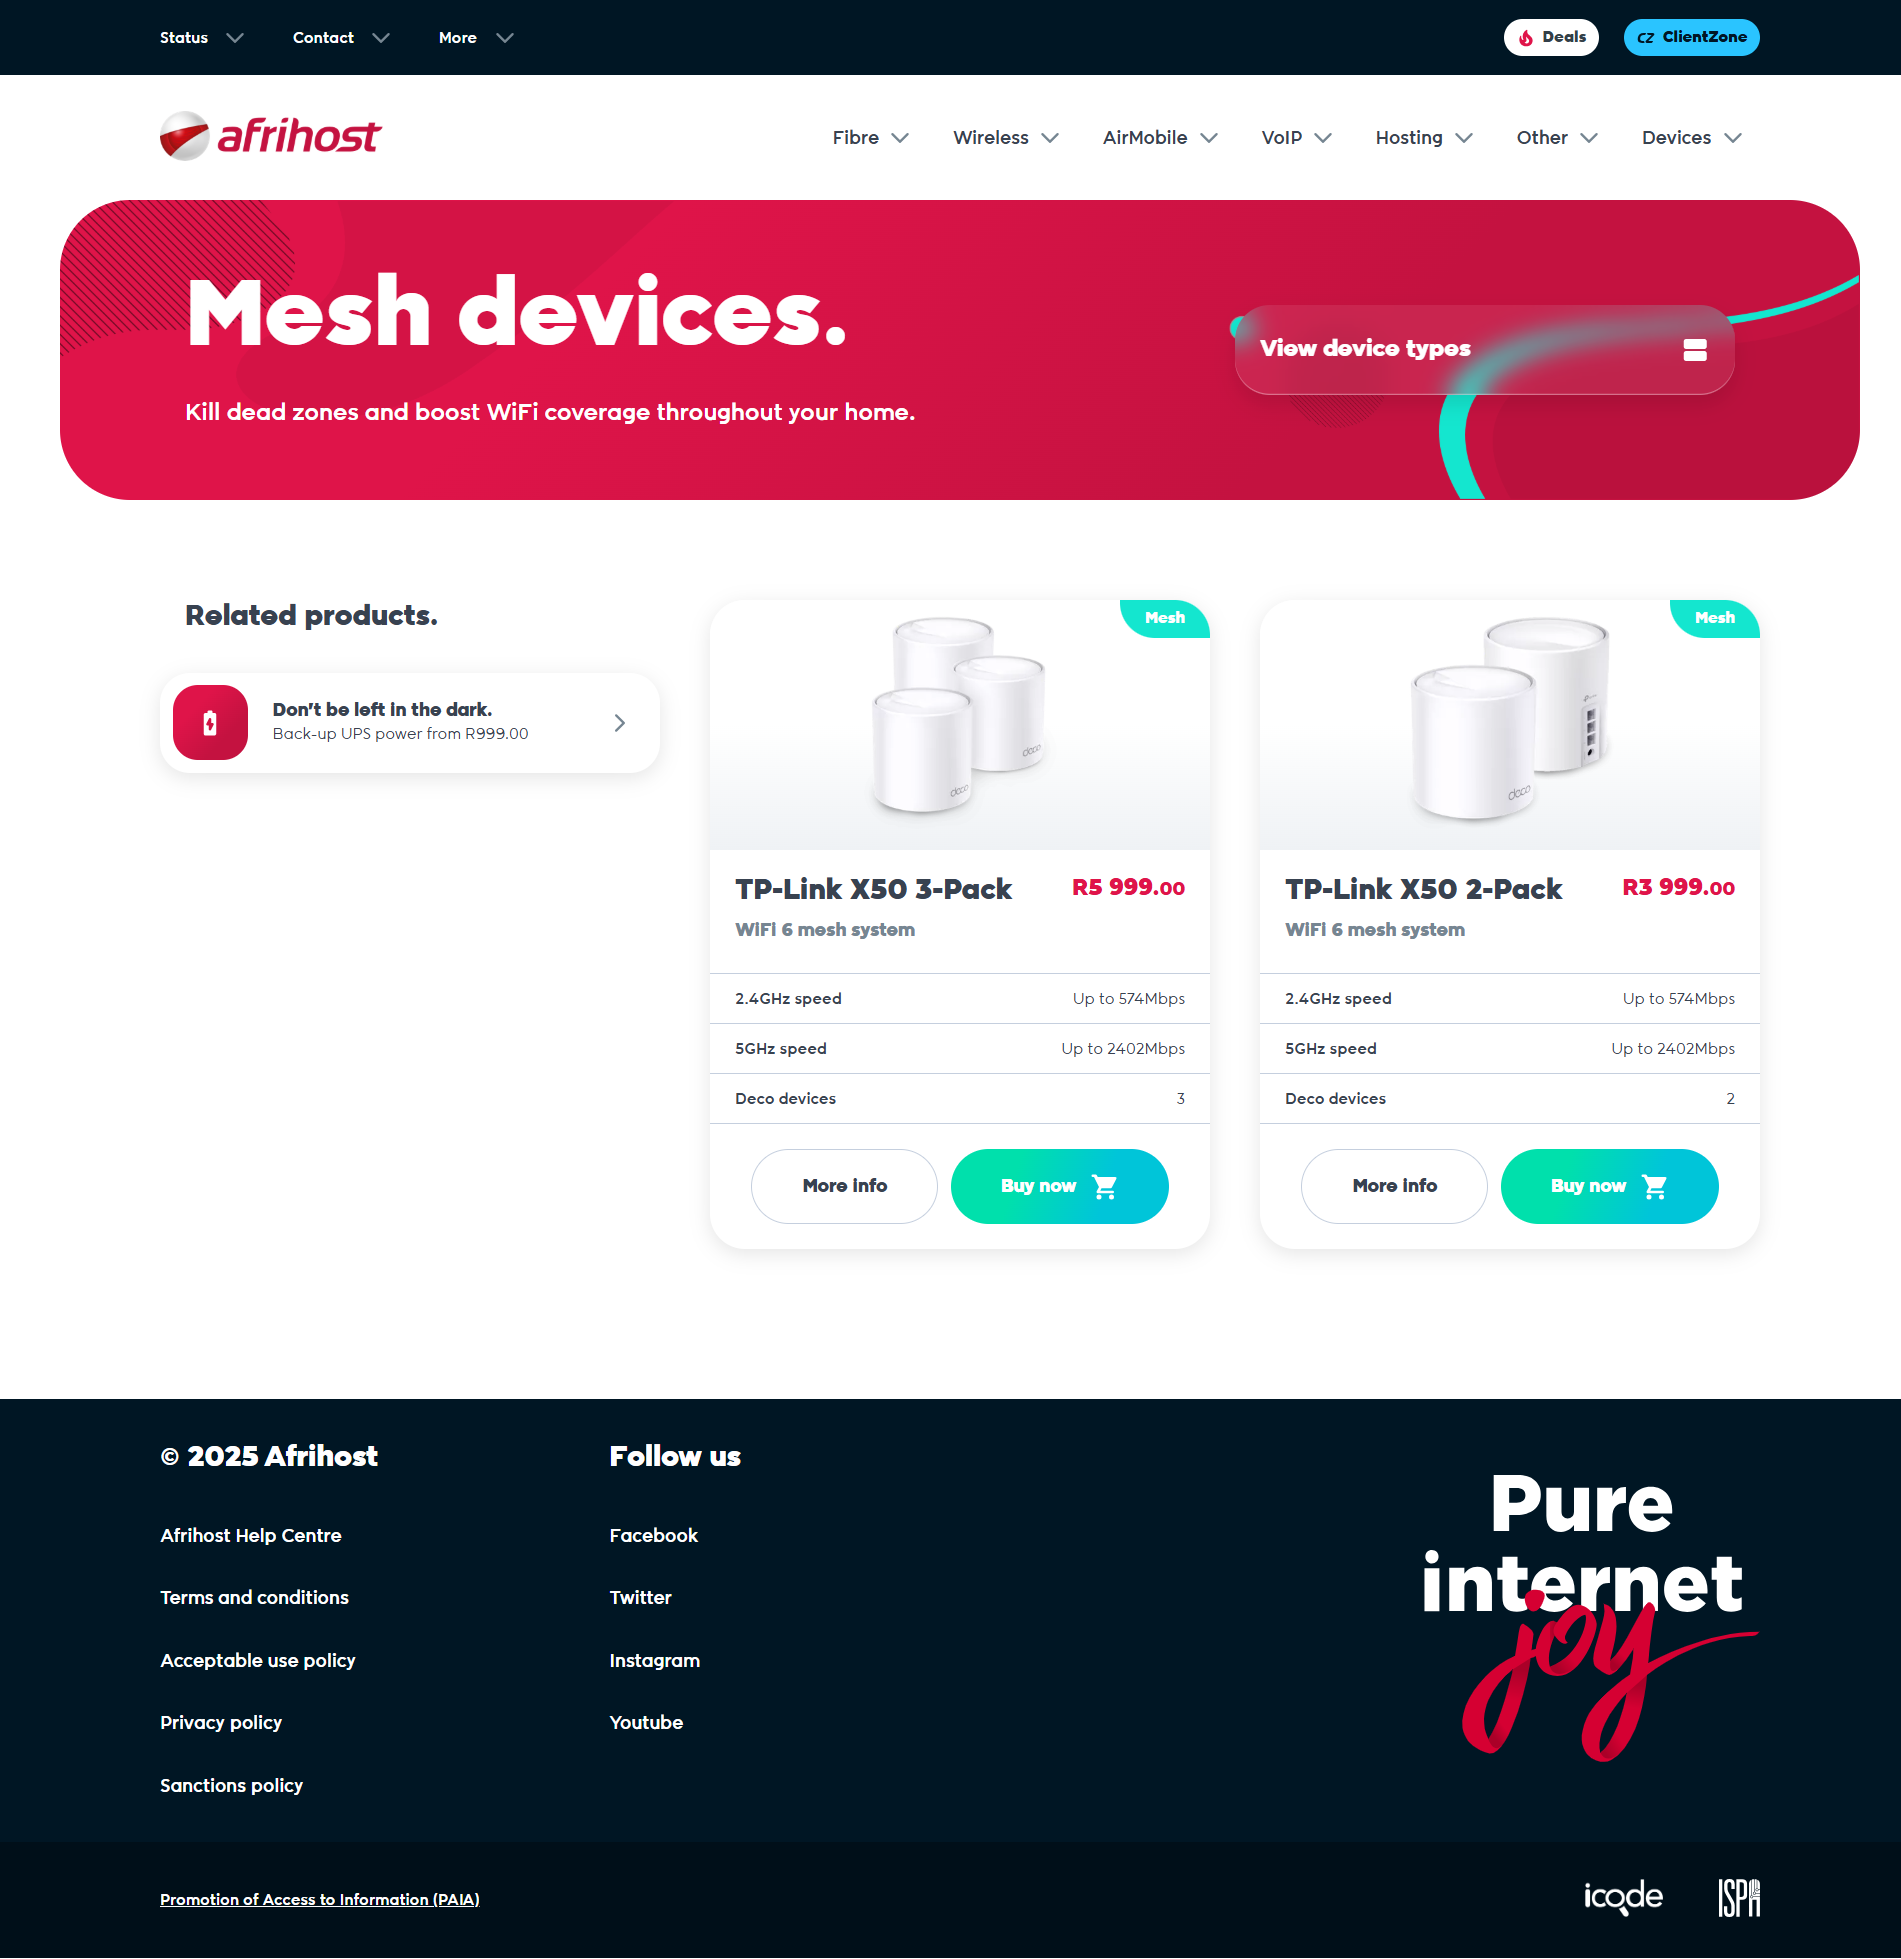 Status
Contact
More
Deals
CZ ClientZone
afrihost
Fibre
Wireless
AirMobile
VoIP
Hosting
Other
Devices
Mesh devices.
Kill dead zones and boost WiFi coverage throughout your home.
View device types
Related products.
Don't be left in the dark.
Back-up UPS power from R999.00
Mesh
deco
deco
TP-Link X50 3-Pack
R5 999.00
WiFi 6 mesh system
2.4GHz speed
Up to 574Mbps
5GHz speed
Up to 2402Mbps
Deco devices
3
More info
Buy now
Mesh
deco
TP-Link X50 2-Pack
R3 999.00
WiFi 6 mesh system
2.4GHz speed
Up to 574Mbps
5GHz speed
Up to 2402Mbps
Deco devices
2
More info
Buy now
© 2025 Afrihost
Afrihost Help Centre
Terms and conditions
Acceptable use policy
Privacy policy
Sanctions policy
Follow us
Facebook
Twitter
Instagram
Youtube
Pure
internet
joy
Promotion of Access to Information (PAIA)
icode
ISPA